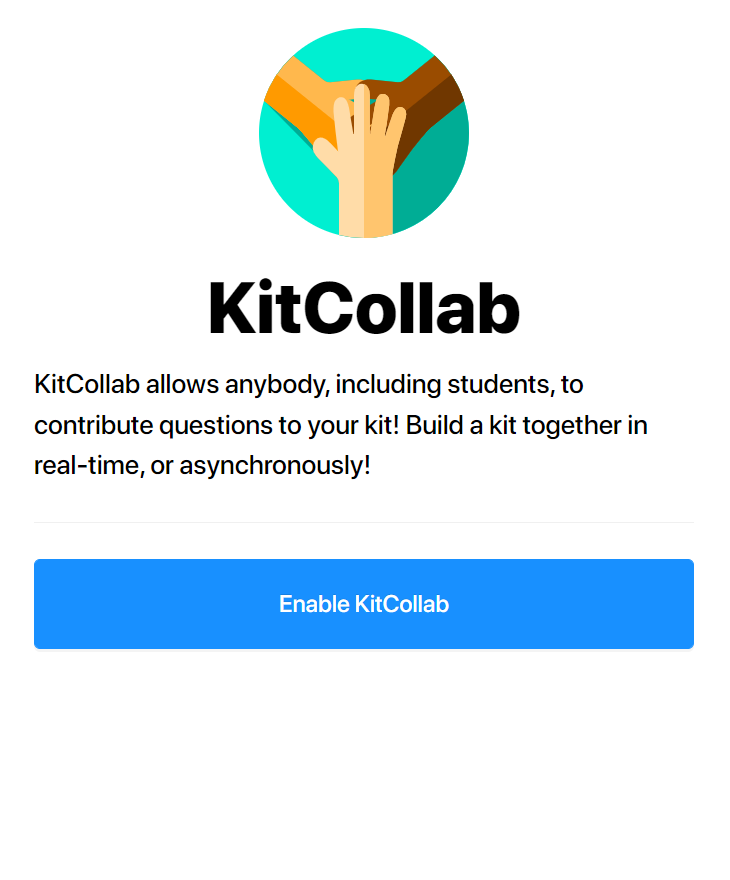 KitCollab
KitCollab allows anybody, including students, to
contribute questions to your kit! Build a kit together in
real-time, or asynchronously!
Enable KitCollab